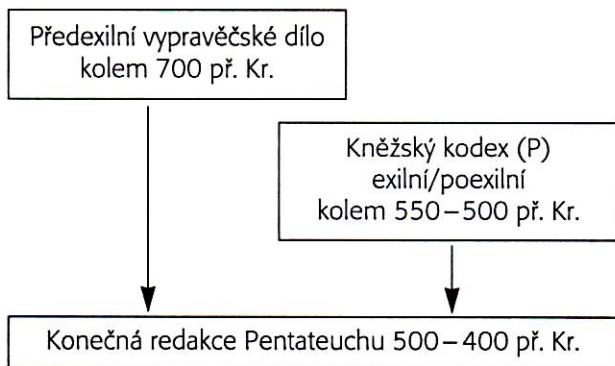 Předexilní vypravěčské dílo
kolem 700 př. Kr.
Kněžský kodex (P)
exilní/poexilní
kolem 550–500 př. Kr.
Konečná redakce Pentateuchu 500–400 př. Kr.